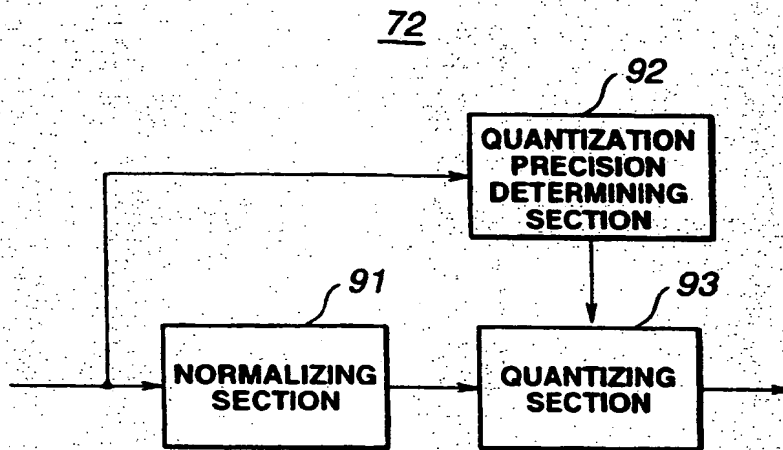 72
92
QUANTIZATION
PRECISION
DETERMINING
SECTION
91
93
NORMALIZING
SECTION
QUANTIZING
SECTION